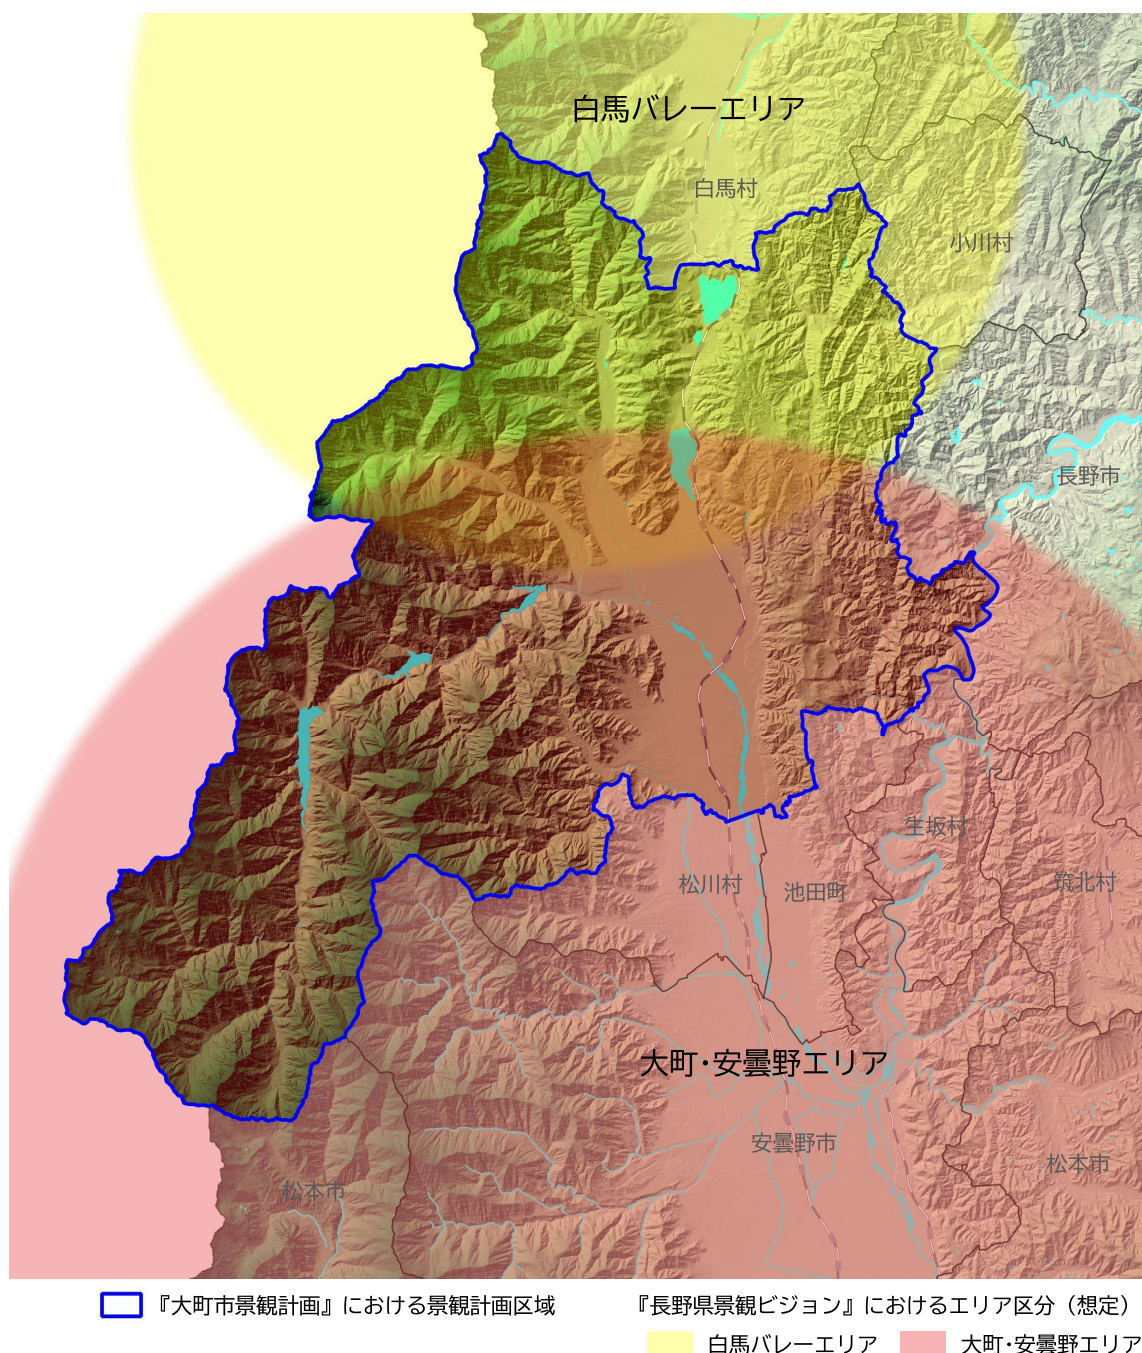 白馬バレーエリア
白馬村
小川村
長野市
生坂村
松川村
池田町
筑北村
大町・安曇野エリア
安曇野市
松本市
松本市
『大町市景観計画』における景観計画区域
『長野県景観ビジョン』におけるエリア区分（想定）
白馬バレーエリア
大町・安曇野エリア